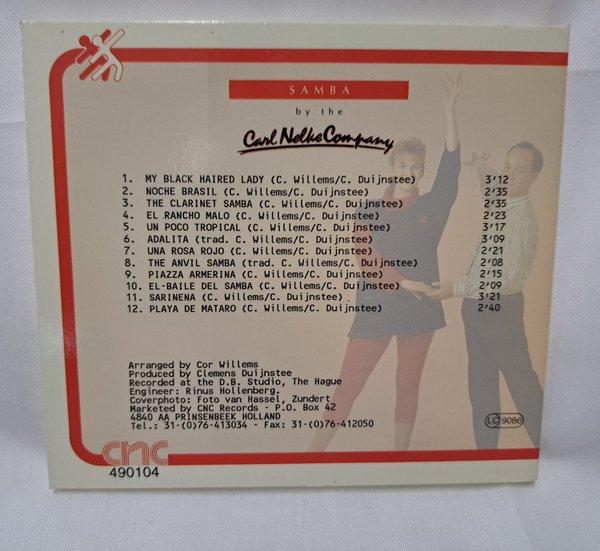 SAMBA
by the
Carl Nelke Company
1. MY BLACK HAIRED LADY (C. Willems/C. Duijnstee) 3'12
2. NOCHE BRASIL (C. Willems/C. Duijnstee) 2'35
3. THE CLARINET SAMBA (C. Willems/C. Duijnstee) 2'35
4. EL RANCHO MALO (C. Willems/C. Duijnstee) 2'23
5. UN POCO TROPICAL (C. Willems/C. Duijnstee) 3'17
6. ADALITA (trad. C. Willems/C. Duijnstee) 3'09
7. UNA ROSA ROJO (C. Willems/C. Duijnstee) 2'21
8. THE ANVIL SAMBA (trad. C. Willems/C. Duijnstee) 2'08
9. PIAZZA ARMERINA (C. Willems/C. Duijnstee) 2'15
10. EL-BAILE DEL SAMBA (C. Willems/C. Duijnstee) 2'09
11. SARINENA (C. Willems/C. Duijnstee) 3'21
12. PLAYA DE MATARO (C. Willems/C. Duijnstee) 2'40
Arranged by Cor Willems
Produced by Clemens Duijnstee
Recorded at the D.B. Studio, The Hague
Engineer: Rinus Hollenberg.
Coverphoto: Foto van Hassel, Zundert
Marketed by CNC Records - P.O. Box 42
4840 AA PRINSENBEEK HOLLAND
Tel.: 31-(0)76-413034 - Fax: 31-(0)76-412050
LC 9086
cnc
490104